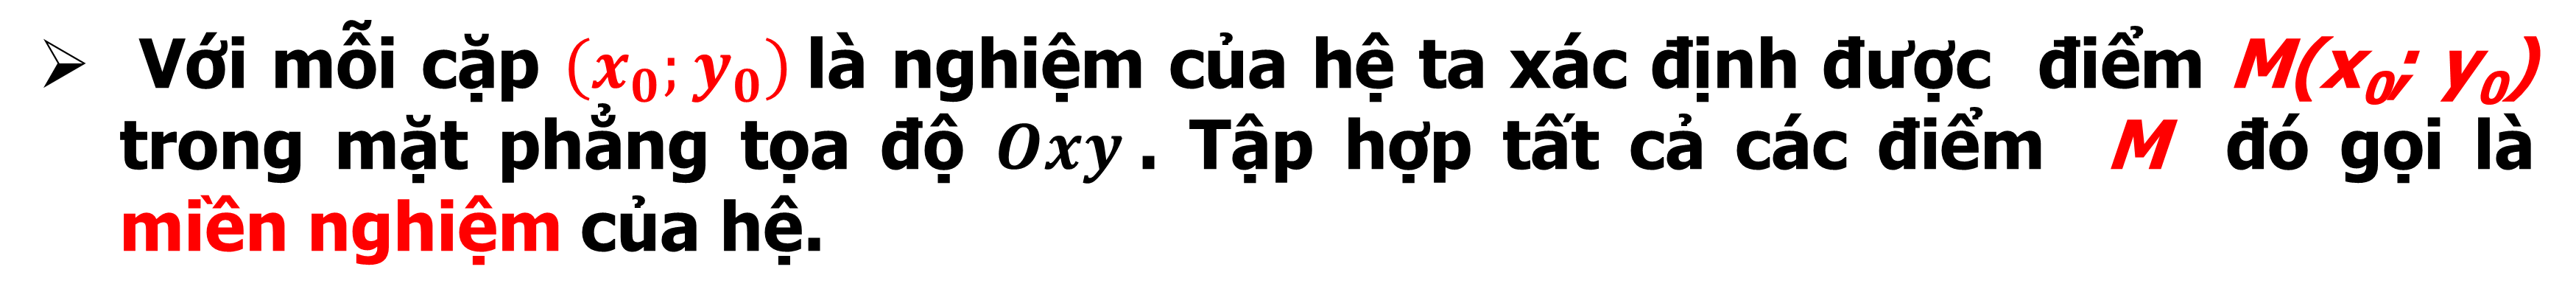 ➢ Với mỗi cặp (x₀; y₀) là nghiệm của hệ ta xác định được điểm M(x₀; y₀)
trong mặt phẳng tọa độ Oxy . Tập hợp tất cả các điểm M đó gọi là
miền nghiệm của hệ.